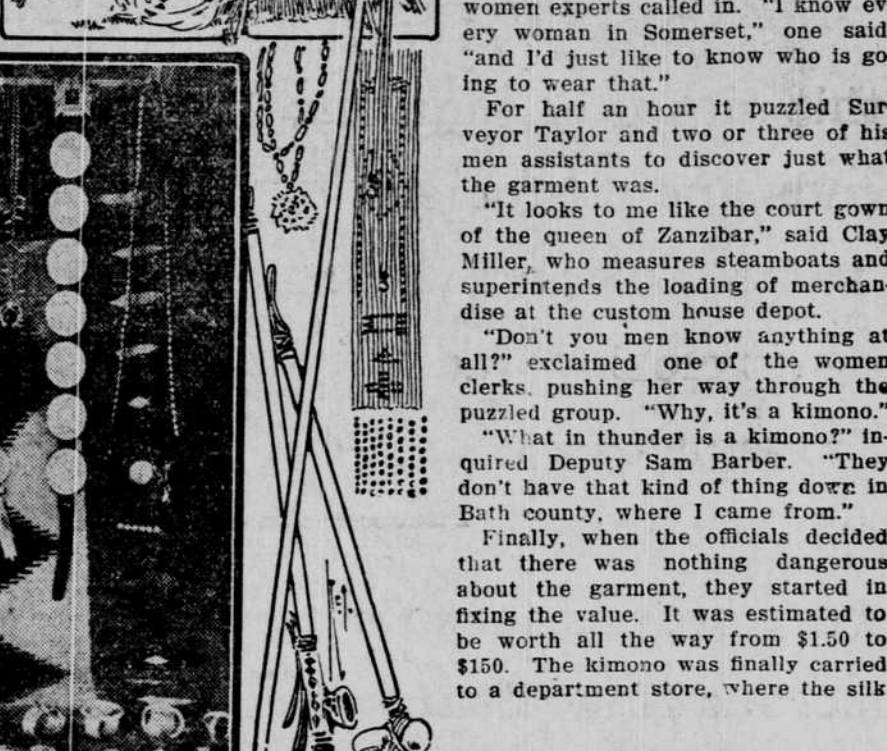 women experts called in. "I know ev
ery woman in Somerset," one said
"and I'd just like to know who is go
ing to wear that."
For half an hour it puzzled Sur
veyor Taylor and two or three of his
men assistants to discover just what
the garment was.
"It looks to me like the court gown
of the queen of Zanzibar," said Clay
Miller, who measures steamboats and
superintends the loading of merchan-
dise at the custom house depot.
"Don't you men know anything at
all?" exclaimed one of the women
clerks, pushing her way through the
puzzled group. "Why, it's a kimono."
"What in thunder is a kimono?" in-
quired Deputy Sam Barber. "They
don't have that kind of thing down in
Bath county, where I came from."
Finally, when the officials decided
that there was nothing dangerous
about the garment, they started in
fixing the value. It was estimated to
be worth all the way from $1.50 to
$150. The kimono was finally carried
to a department store, where the silk